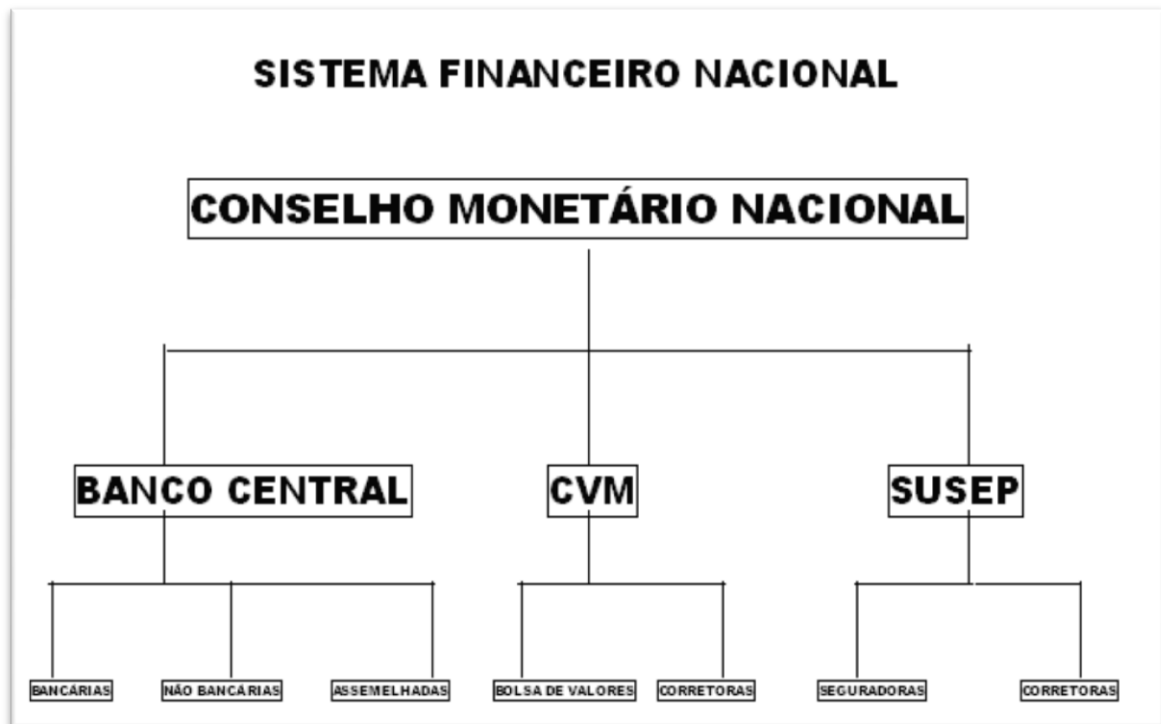 SISTEMA FINANCEIRO NACIONAL
CONSELHO MONETÁRIO NACIONAL
BANCO CENTRAL
CVM
SUSEP
BANCÁRIAS
NÃO BANCÁRIAS
ASSEMELHADAS
BOLSA DE VALORES
CORRETORAS
SEGURADORAS
CORRETORAS